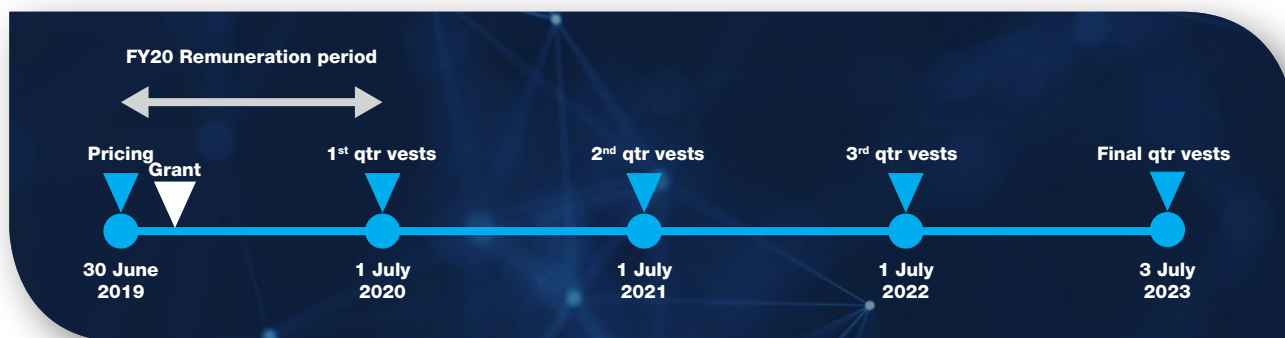 FY20 Remuneration period
Pricing
Grant
1st qtr vests
2nd qtr vests
3rd qtr vests
Final qtr vests
30 June
2019
1 July
2020
1 July
2021
1 July
2022
3 July
2023